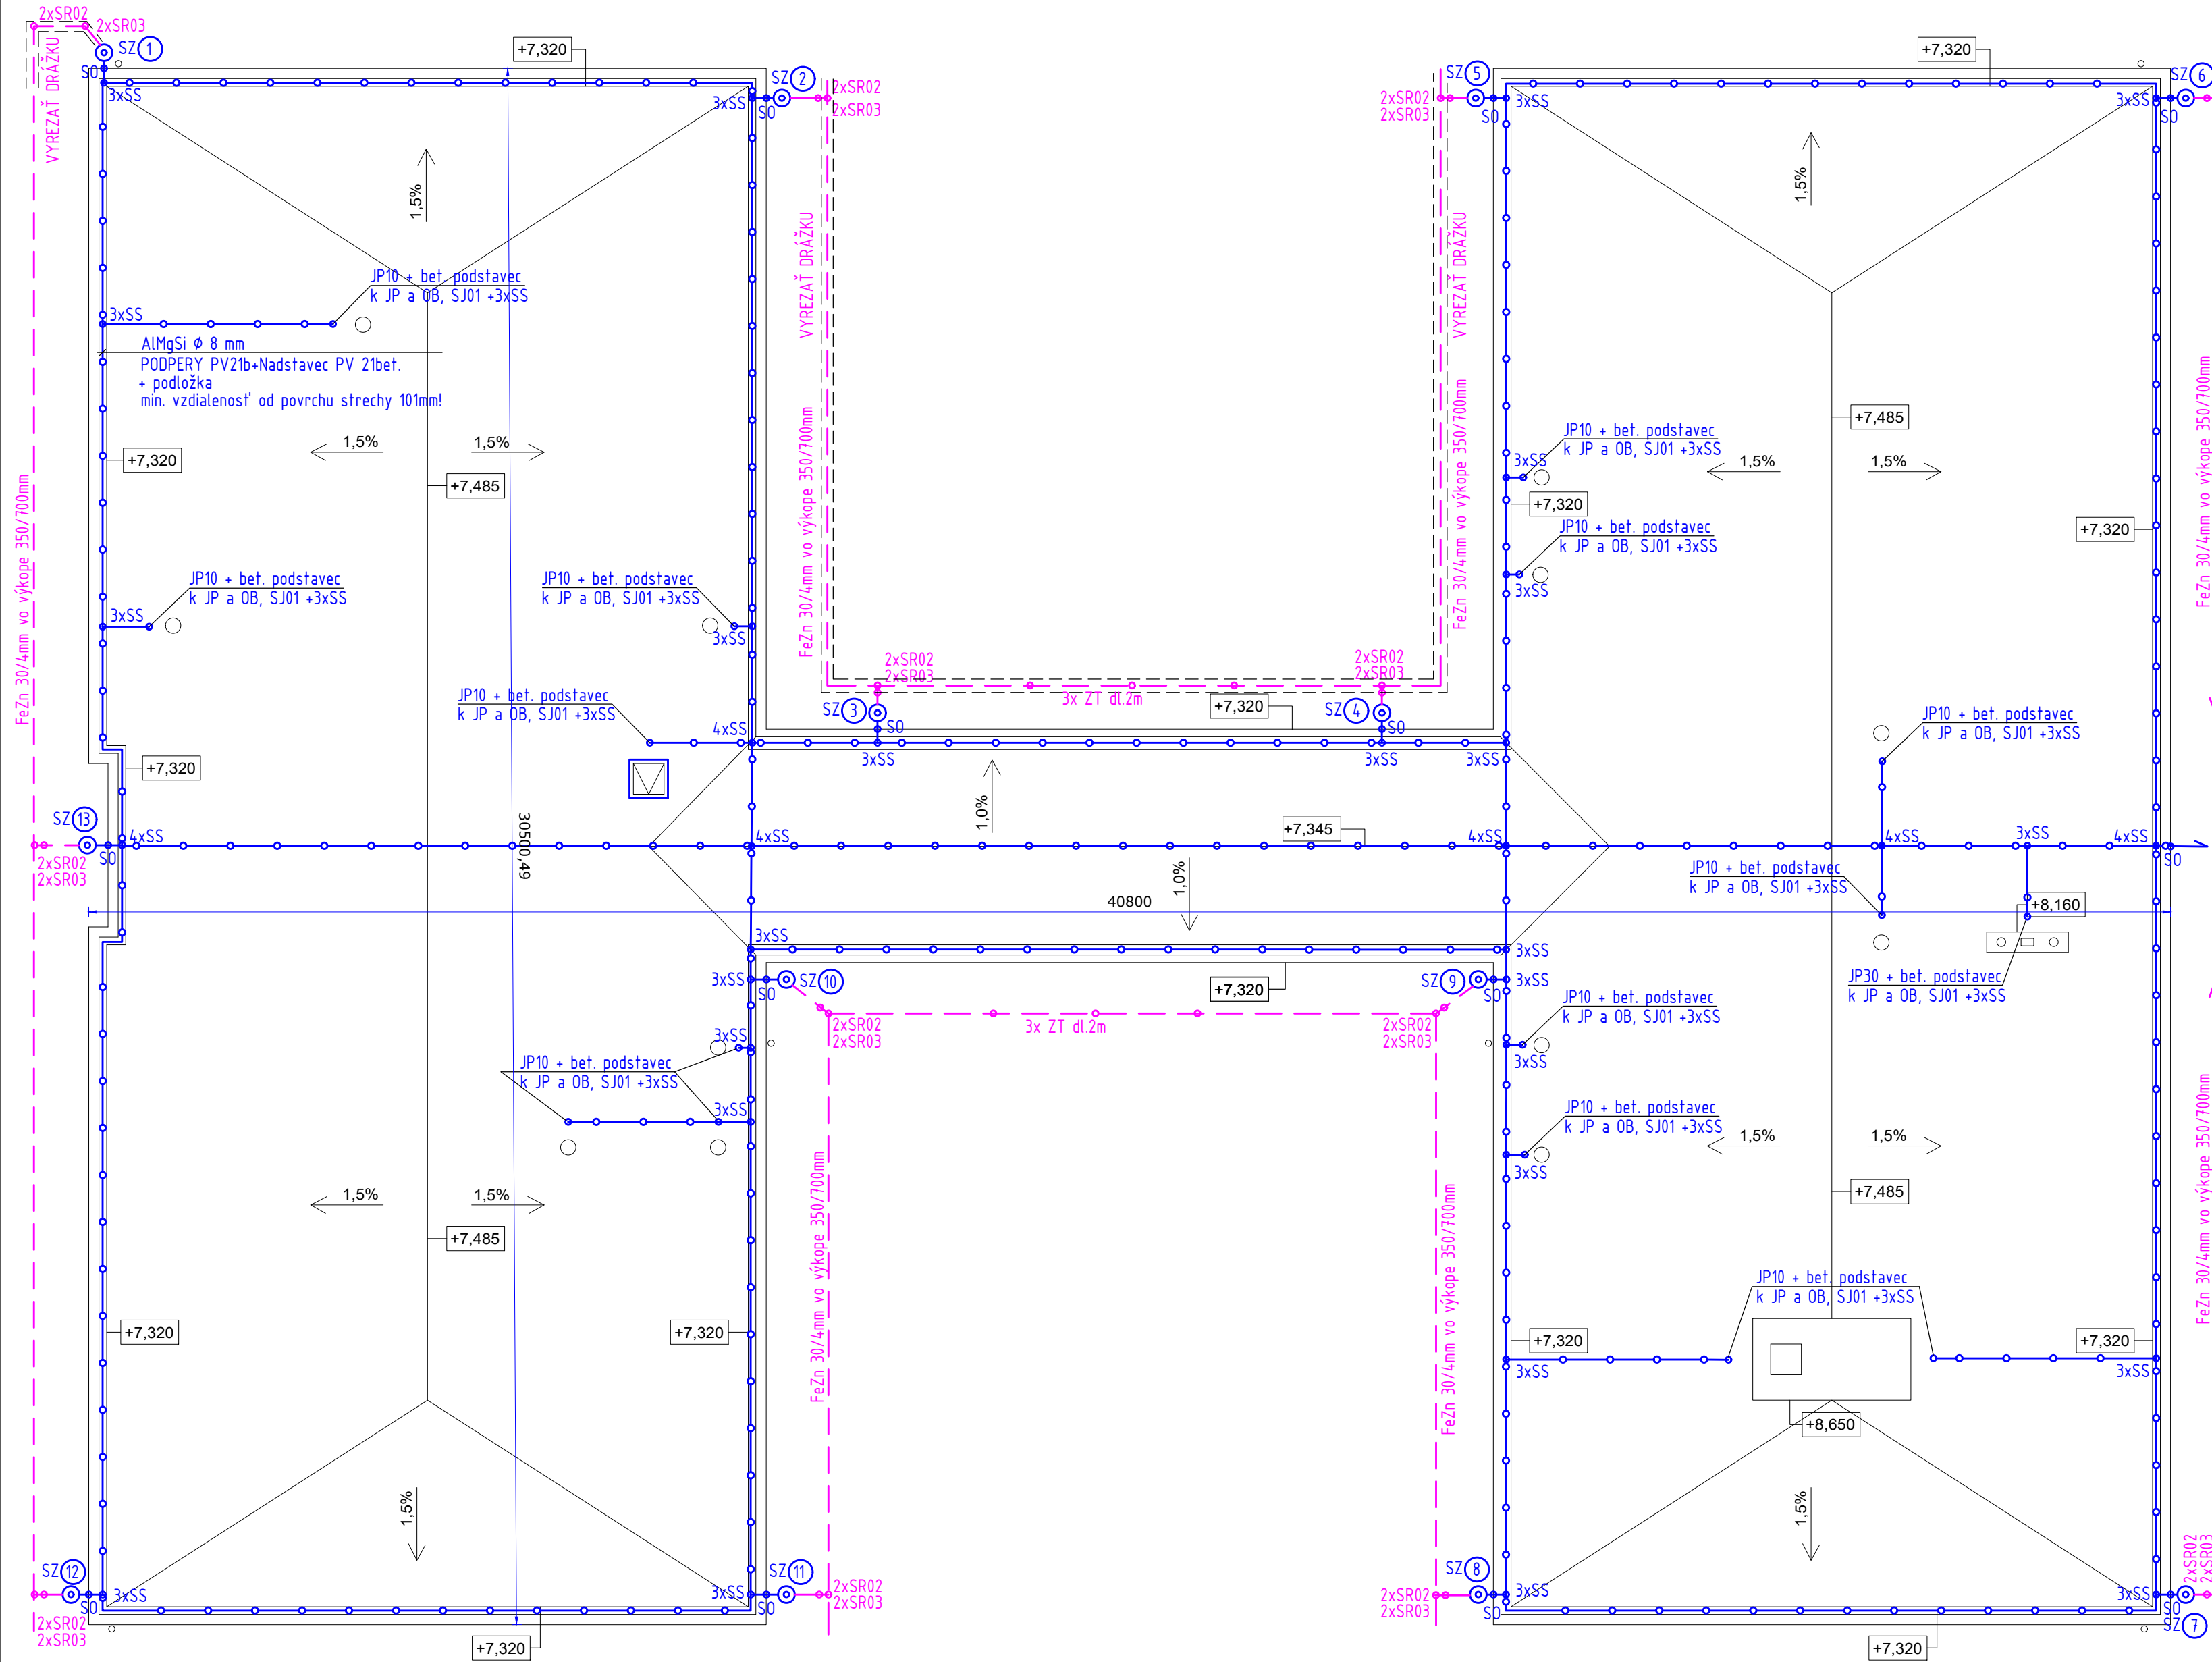 2xSR02
2xSR03
SZ 1
VYREZAŤ DRÁŽKU
SO
3xSS
+7,320
SZ 2
2xSR02
2xSR03
3xSS
SO
SZ 5
2xSR02
2xSR03
3xSS
SO
+7,320
SZ 6
3xSS
SO
1,5%
1,5%
VYREZAŤ DRÁŽKU
VYREZAŤ DRÁŽKU
JP10 + bet. podstavec
k JP a OB, SJ01 +3xSS
3xSS
AlMgSi Ø 8 mm
PODPERY PV21b+Nadstavec PV 21bet.
+ podložka
min. vzdialenosť od povrchu strechy 101mm!
FeZn 30/4mm vo výkope 350/700mm
FeZn 30/4mm vo výkope 350/700mm
FeZn 30/4mm vo výkope 350/700mm
FeZn 30/4mm vo výkope 350/700mm
+7,320
1,5%
1,5%
+7,485
JP10 + bet. podstavec
k JP a OB, SJ01 +3xSS
3xSS
+7,320
JP10 + bet. podstavec
k JP a OB, SJ01 +3xSS
3xSS
+7,485
1,5%
1,5%
+7,320
JP10 + bet. podstavec
k JP a OB, SJ01 +3xSS
3xSS
JP10 + bet. podstavec
k JP a OB, SJ01 +3xSS
3xSS
JP10 + bet. podstavec
k JP a OB, SJ01 +3xSS
4xSS
2xSR02
2xSR03
SZ 3
SO
3xSS
3x ZT dl.2m
+7,320
2xSR02
2xSR03
SZ 4
SO
3xSS
3xSS
JP10 + bet. podstavec
k JP a OB, SJ01 +3xSS
+7,320
SZ 13
SO
2xSR02
2xSR03
4xSS
30500,49
4xSS
1,0%
+7,345
4xSS
4xSS
3xSS
4xSS
SO
JP10 + bet. podstavec
k JP a OB, SJ01 +3xSS
1,0%
40800
+8,160
JP30 + bet. podstavec
k JP a OB, SJ01 +3xSS
3xSS
3xSS
3xSS
SO
SZ 10
2xSR02
2xSR03
3x ZT dl.2m
+7,320
SZ 9
SO
3xSS
2xSR02
2xSR03
3xSS
JP10 + bet. podstavec
k JP a OB, SJ01 +3xSS
3xSS
JP10 + bet. podstavec
k JP a OB, SJ01 +3xSS
3xSS
JP10 + bet. podstavec
k JP a OB, SJ01 +3xSS
3xSS
1,5%
1,5%
+7,485
1,5%
1,5%
+7,485
FeZn 30/4mm vo výkope 350/700mm
FeZn 30/4mm vo výkope 350/700mm
FeZn 30/4mm vo výkope 350/700mm
JP10 + bet. podstavec
k JP a OB, SJ01 +3xSS
+7,320
+7,320
+7,320
3xSS
+7,320
3xSS
+8,650
1,5%
1,5%
SZ 12
SO
3xSS
2xSR02
2xSR03
+7,320
3xSS
SO
SZ 11
2xSR02
2xSR03
SZ 8
2xSR02
2xSR03
SO
3xSS
+7,320
3xSS
SO
SZ 7
2xSR02
2xSR03